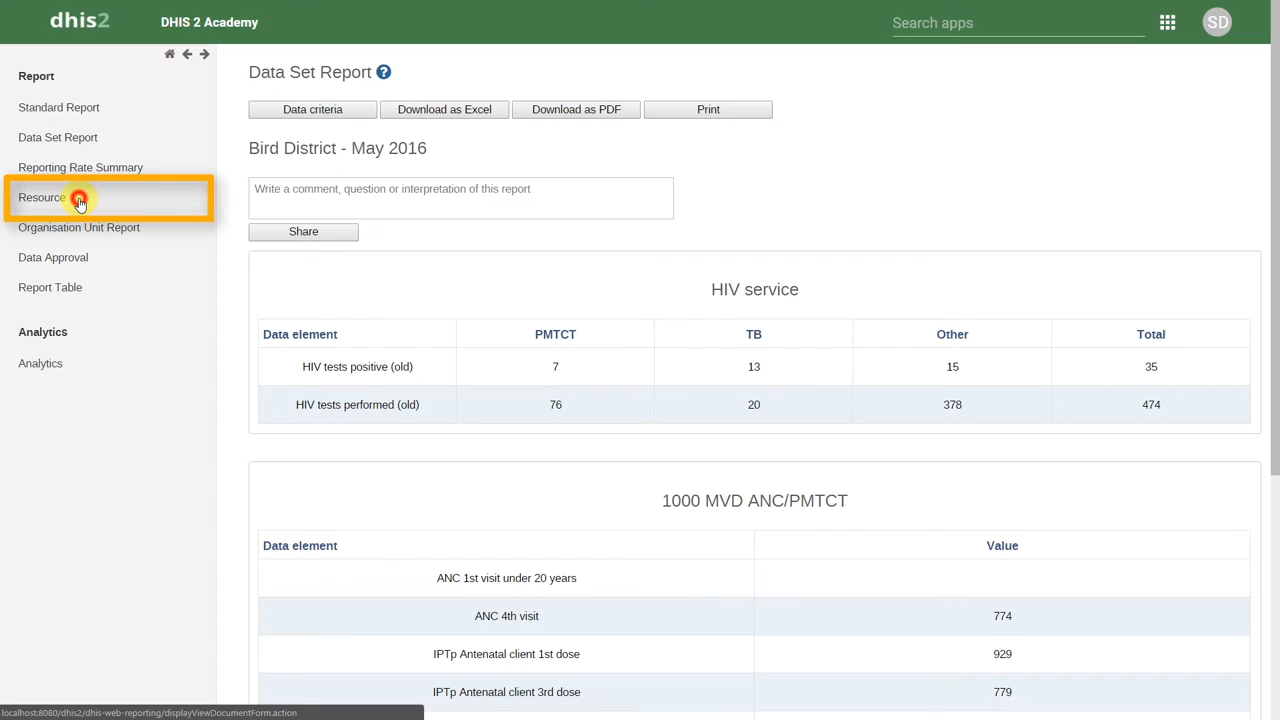 dhis2
DHIS 2 Academy
Search apps
SD
Report
Standard Report
Data Set Report
Reporting Rate Summary
Resource
Organisation Unit Report
Data Approval
Report Table
Analytics
Analytics
Data Set Report ?
Data criteria
Download as Excel
Download as PDF
Print
Bird District - May 2016
Write a comment, question or interpretation of this report
Share
HIV service
Data element PMTCT TB Other Total
HIV tests positive (old) 7 13 15 35
HIV tests performed (old) 76 20 378 474
1000 MVD ANC/PMTCT
Data element Value
ANC 1st visit under 20 years
ANC 4th visit 774
IPTp Antenatal client 1st dose 929
IPTp Antenatal client 3rd dose 779
localhost:8080/dhis2/dhis-web-reporting/displayViewDocumentForm.action